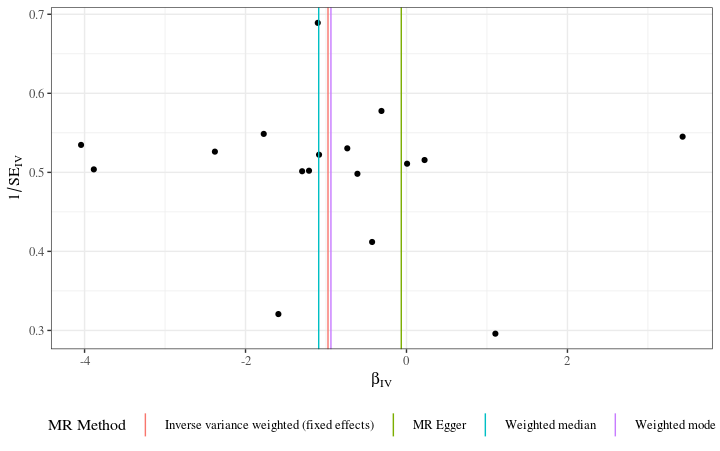 0.7
0.6
0.5
0.4
0.3
1/SE_IV
-4
-2
0
2
β_IV
MR Method
Inverse variance weighted (fixed effects)
MR Egger
Weighted median
Weighted mode